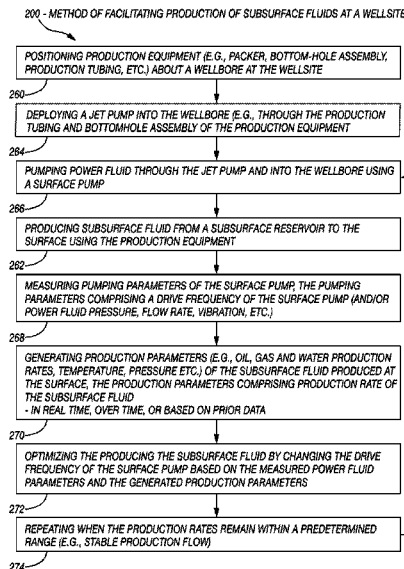 200 - METHOD OF FACILITATING PRODUCTION OF SUBSURFACE FLUIDS AT A WELLSITE
POSITIONING PRODUCTION EQUIPMENT (E.G., PACKER, BOTTOM-HOLE ASSEMBLY,
PRODUCTION TUBING, ETC.) ABOUT A WELLBORE AT THE WELLSITE
260
DEPLOYING A JET PUMP INTO THE WELLBORE (E.G., THROUGH THE PRODUCTION
TUBING AND BOTTOMHOLE ASSEMBLY OF THE PRODUCTION EQUIPMENT
264
PUMPING POWER FLUID THROUGH THE JET PUMP AND INTO THE WELLBORE USING
A SURFACE PUMP
266
PRODUCING SUBSURFACE FLUID FROM A SUBSURFACE RESERVOIR TO THE
SURFACE USING THE PRODUCTION EQUIPMENT
262
MEASURING PUMPING PARAMETERS OF THE SURFACE PUMP, THE PUMPING
PARAMETERS COMPRISING A DRIVE FREQUENCY OF THE SURFACE PUMP (AND/OR
POWER FLUID PRESSURE, FLOW RATE, VIBRATION, ETC.)
268
GENERATING PRODUCTION PARAMETERS (E.G., OIL, GAS AND WATER PRODUCTION
RATES, TEMPERATURE, PRESSURE ETC.) OF THE SUBSURFACE FLUID PRODUCED
AT THE SURFACE, THE PRODUCTION PARAMETERS COMPRISING PRODUCTION RATE OF
THE SUBSURFACE FLUID
- IN REAL TIME, OVER TIME, OR BASED ON PRIOR DATA
270
OPTIMIZING THE PRODUCING THE SUBSURFACE FLUID BY CHANGING THE DRIVE
FREQUENCY OF THE SURFACE PUMP BASED ON THE MEASURED POWER FLUID
PARAMETERS AND THE GENERATED PRODUCTION PARAMETERS
272
REPEATING WHEN THE PRODUCTION RATES REMAIN WITHIN A PREDETERMINED
RANGE (E.G., STABLE PRODUCTION FLOW)
274